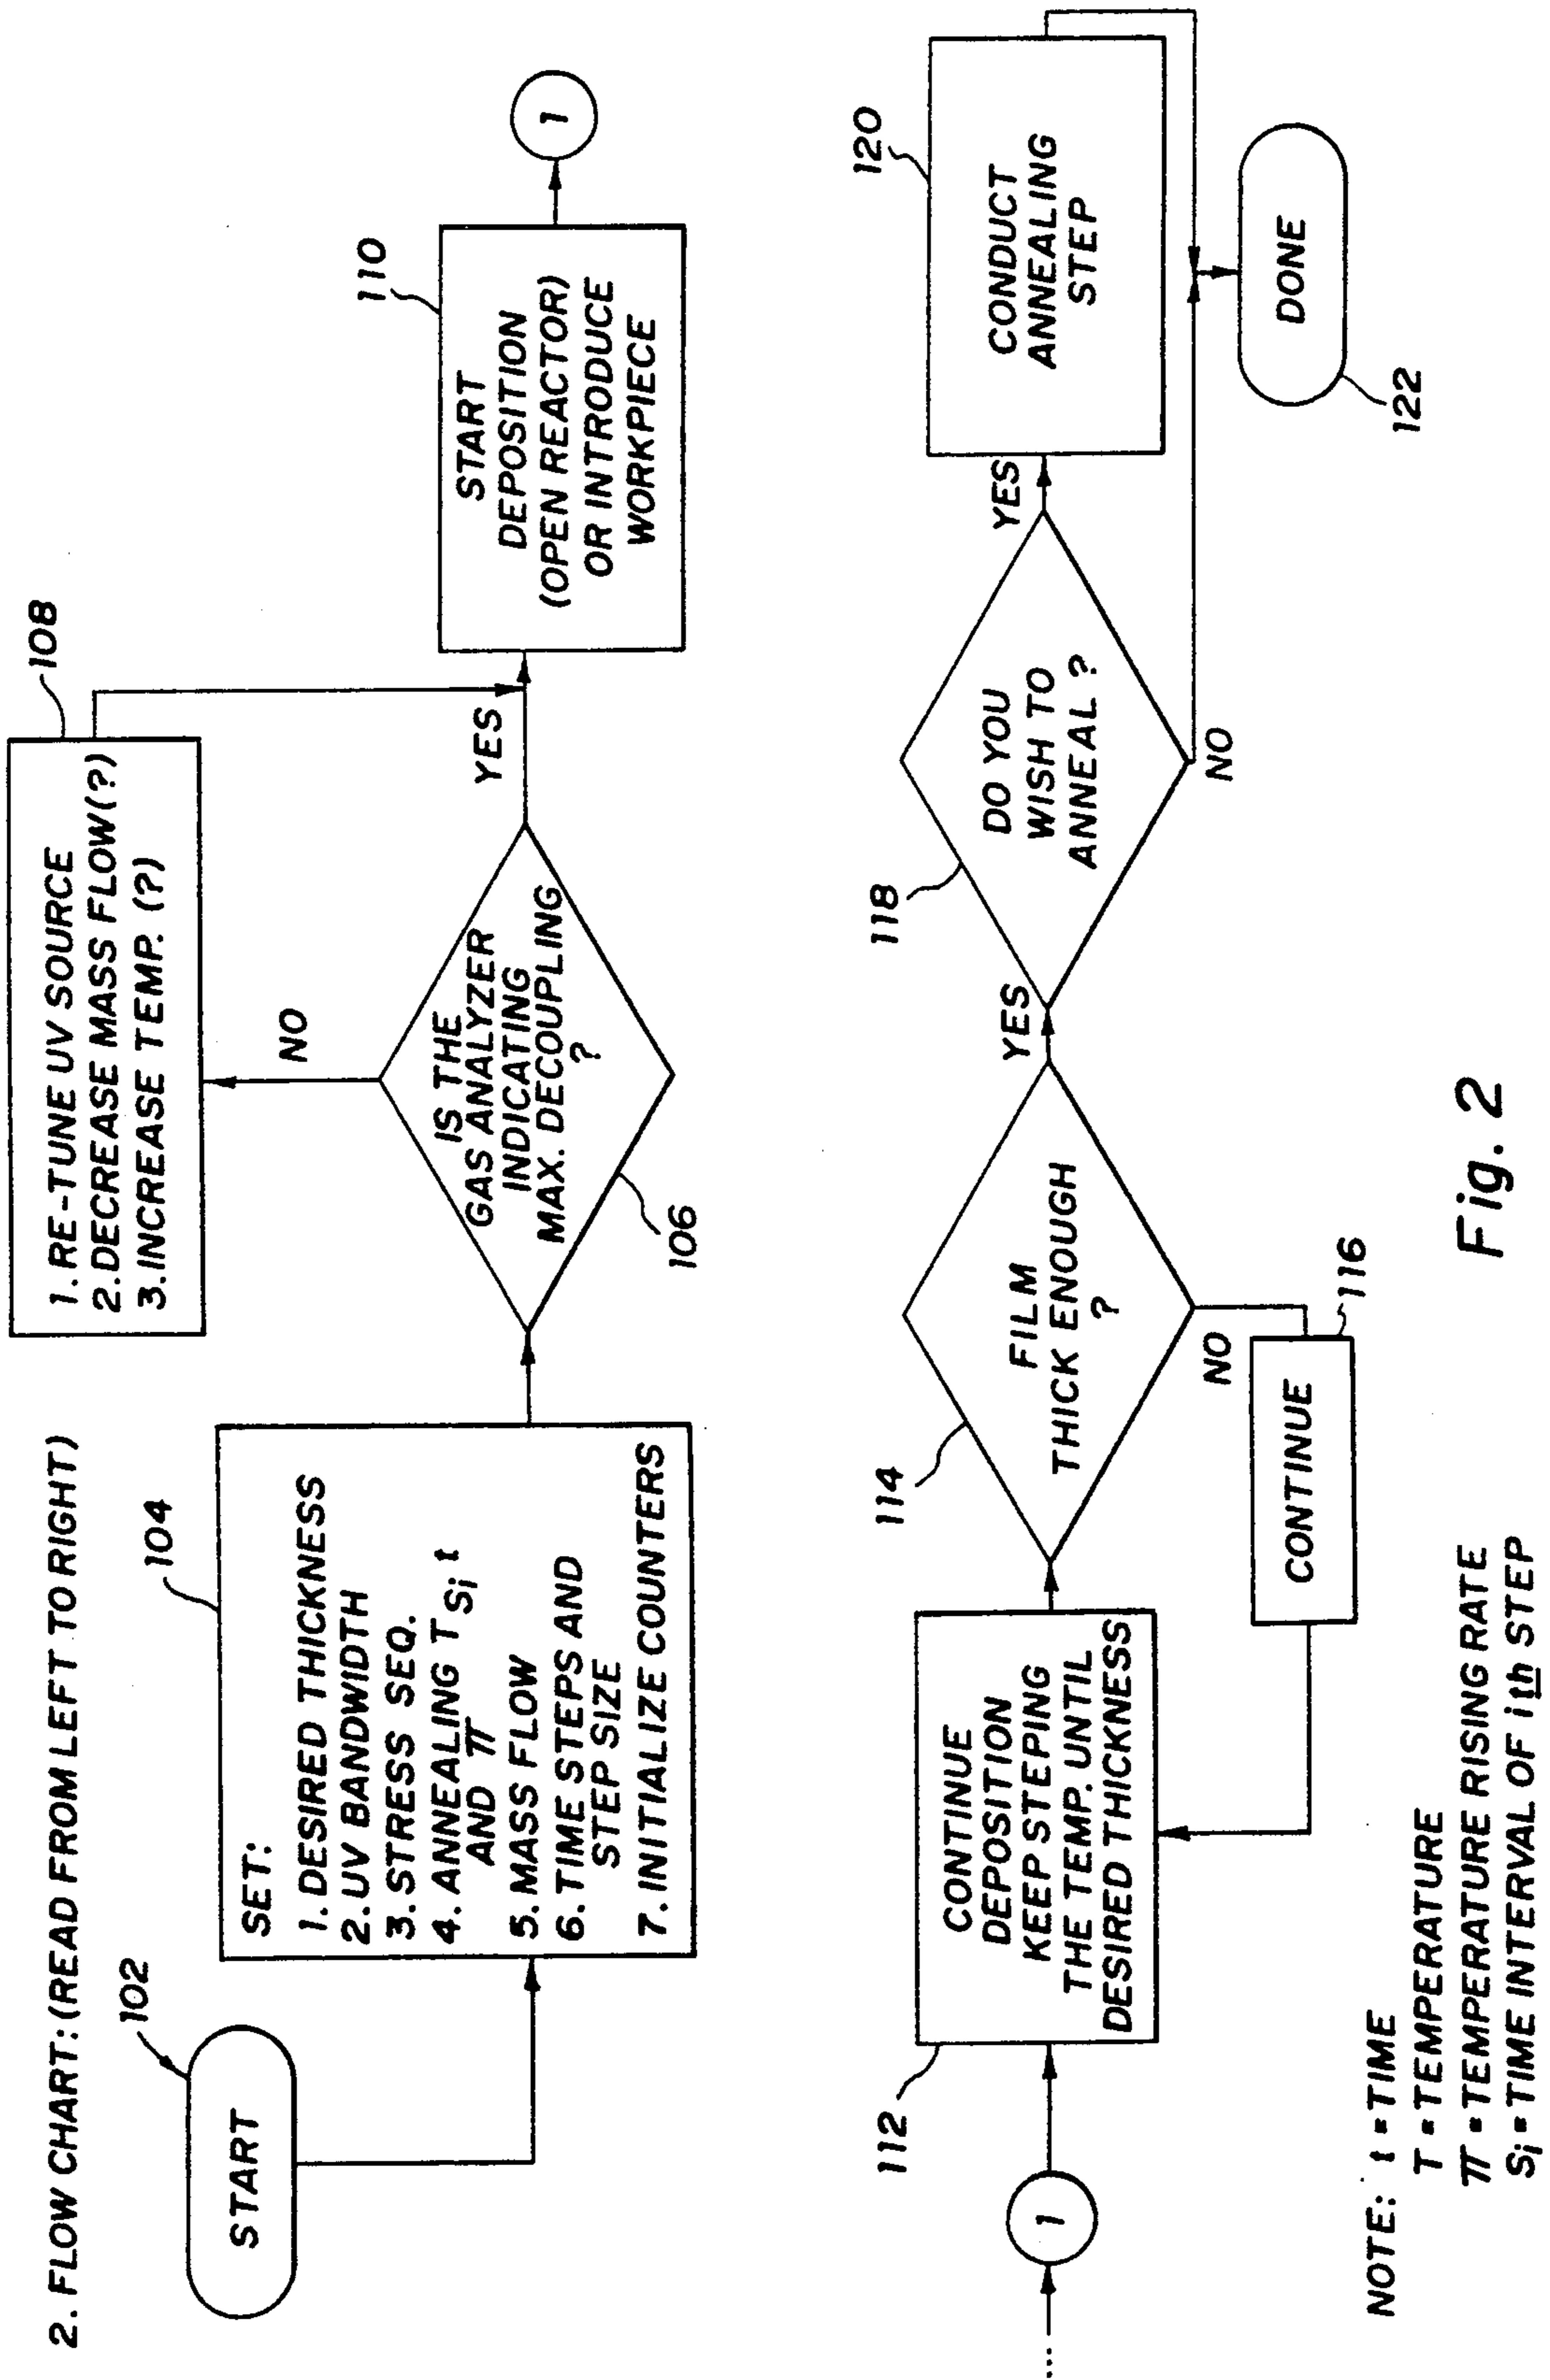 2. FLOW CHART: (READ FROM LEFT TO RIGHT)
102
START
104
SET:
1. DESIRED THICKNESS
2. UV BANDWIDTH
3. STRESS SEQ.
4. ANNEALING T Si t
AND π
5. MASS FLOW
6. TIME STEPS AND
STEP SIZE
7. INITIALIZE COUNTERS
106
IS THE
GAS ANALYZER
INDICATING
MAX. DECOUPLING
?
NO
YES
108
1. RE-TUNE UV SOURCE
2. DECREASE MASS FLOW (?)
3. INCREASE TEMP. (?)
110
START
DEPOSITION
(OPEN REACTOR)
OR INTRODUCE
WORKPIECE
1
...
1
112
CONTINUE
DEPOSITION
KEEP STEPPING
THE TEMP. UNTIL
DESIRED THICKNESS
114
FILM
THICK ENOUGH
?
NO
YES
116
CONTINUE
118
DO YOU
WISH TO
ANNEAL ?
YES
NO
120
CONDUCT
ANNEALING
STEP
122
DONE
NOTE: t = TIME
T = TEMPERATURE
π = TEMPERATURE RISING RATE
Si = TIME INTERVAL OF ith STEP
Fig. 2